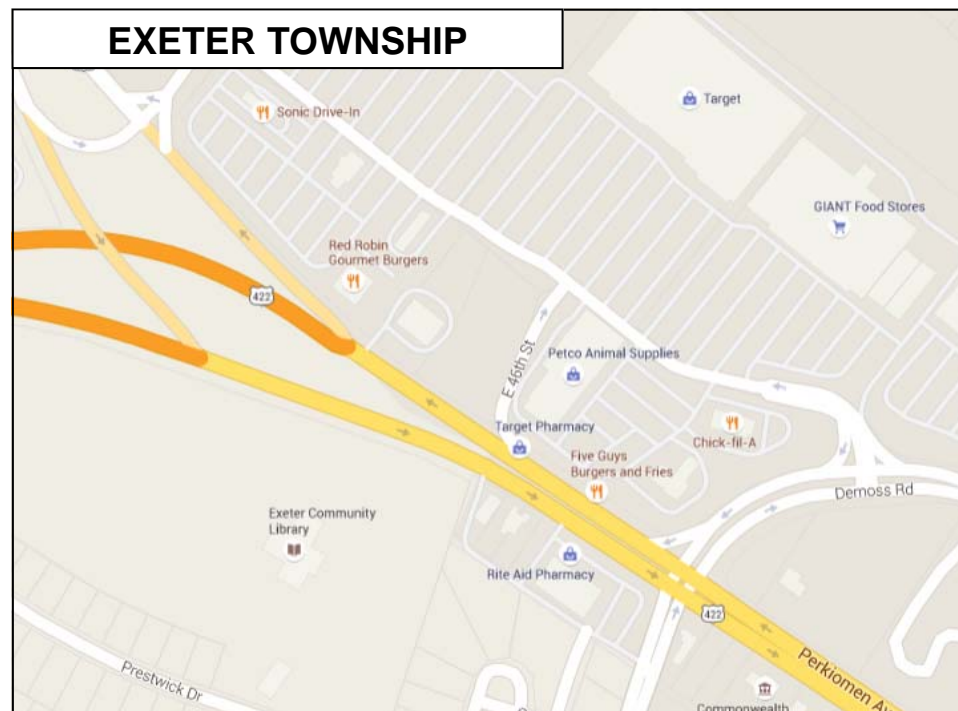 EXETER TOWNSHIP
Sonic Drive-In
Target
GIANT Food Stores
Red Robin
Gourmet Burgers
422
E 46th St
Petco Animal Supplies
Target Pharmacy
Chick-fil-A
Five Guys
Burgers and Fries
Demoss Rd
Exeter Community
Library
Rite Aid Pharmacy
422
Perkiomen Av
Prestwick Dr
Commonwealth